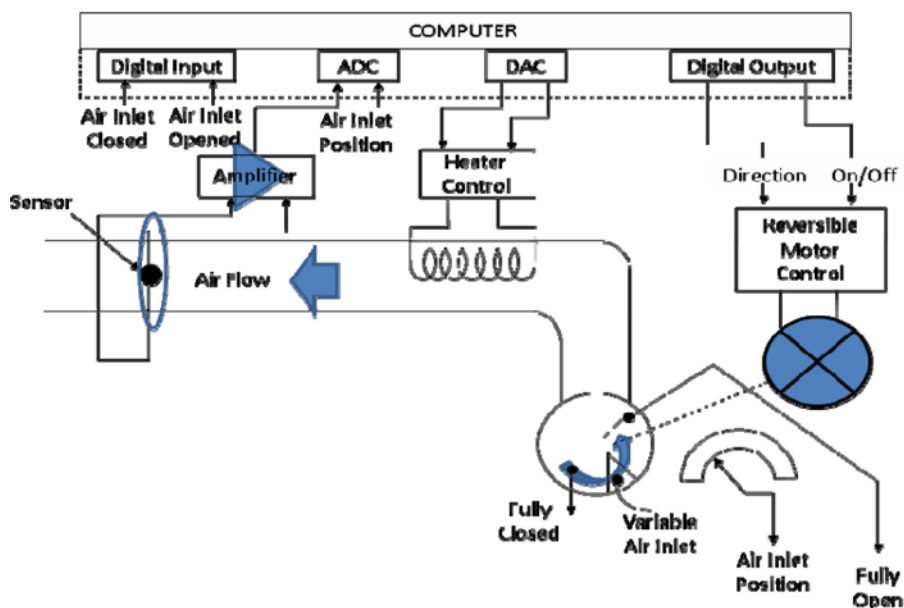 COMPUTER
Digital Input
ADC
DAC
Digital Output
Air Inlet
Closed
Air Inlet
Opened
Air Inlet
Position
Amplifier
Heater
Control
Direction
On/Off
Sensor
Reversible
Motor
Control
Air Flow
Fully
Closed
Variable
Air Inlet
Air Inlet
Position
Fully
Open